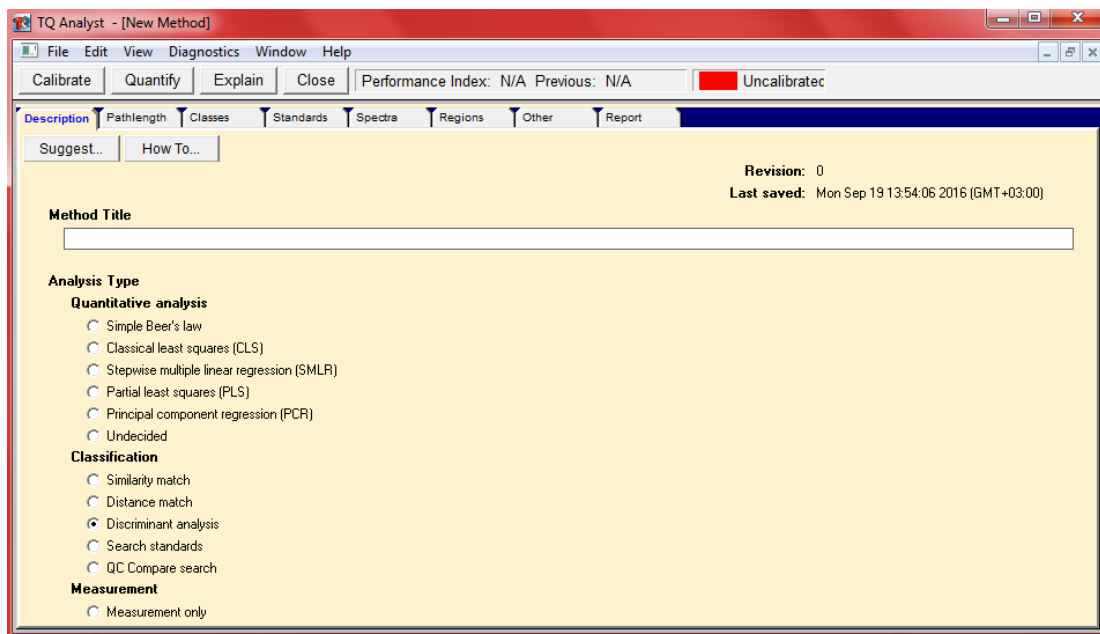 TQ Analyst - [New Method]
File Edit View Diagnostics Window Help
Calibrate Quantify Explain Close Performance Index: N/A Previous: N/A Uncalibrated
Description Pathlength Classes Standards Spectra Regions Other Report
Suggest... How To...
Revision: 0
Last saved: Mon Sep 19 13:54:06 2016 (GMT+03:00)
Method Title
Analysis Type
Quantitative analysis
Simple Beer's law
Classical least squares (CLS)
Stepwise multiple linear regression (SMLR)
Partial least squares (PLS)
Principal component regression (PCR)
Undecided
Classification
Similarity match
Distance match
Discriminant analysis
Search standards
QC Compare search
Measurement
Measurement only